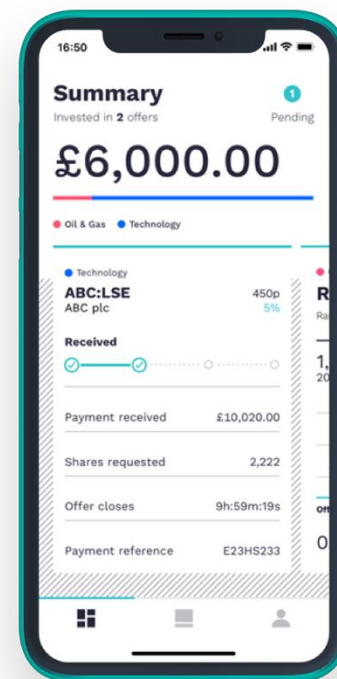 16:50
Summary
1
Invested in 2 offers
Pending
£6,000.00
Oil & Gas
Technology
Technology
ABC:LSE
450p
ABC plc
5%
Received
Payment received
£10,020.00
Shares requested
2,222
Offer closes
9h:59m:19s
Payment reference
E23HS233